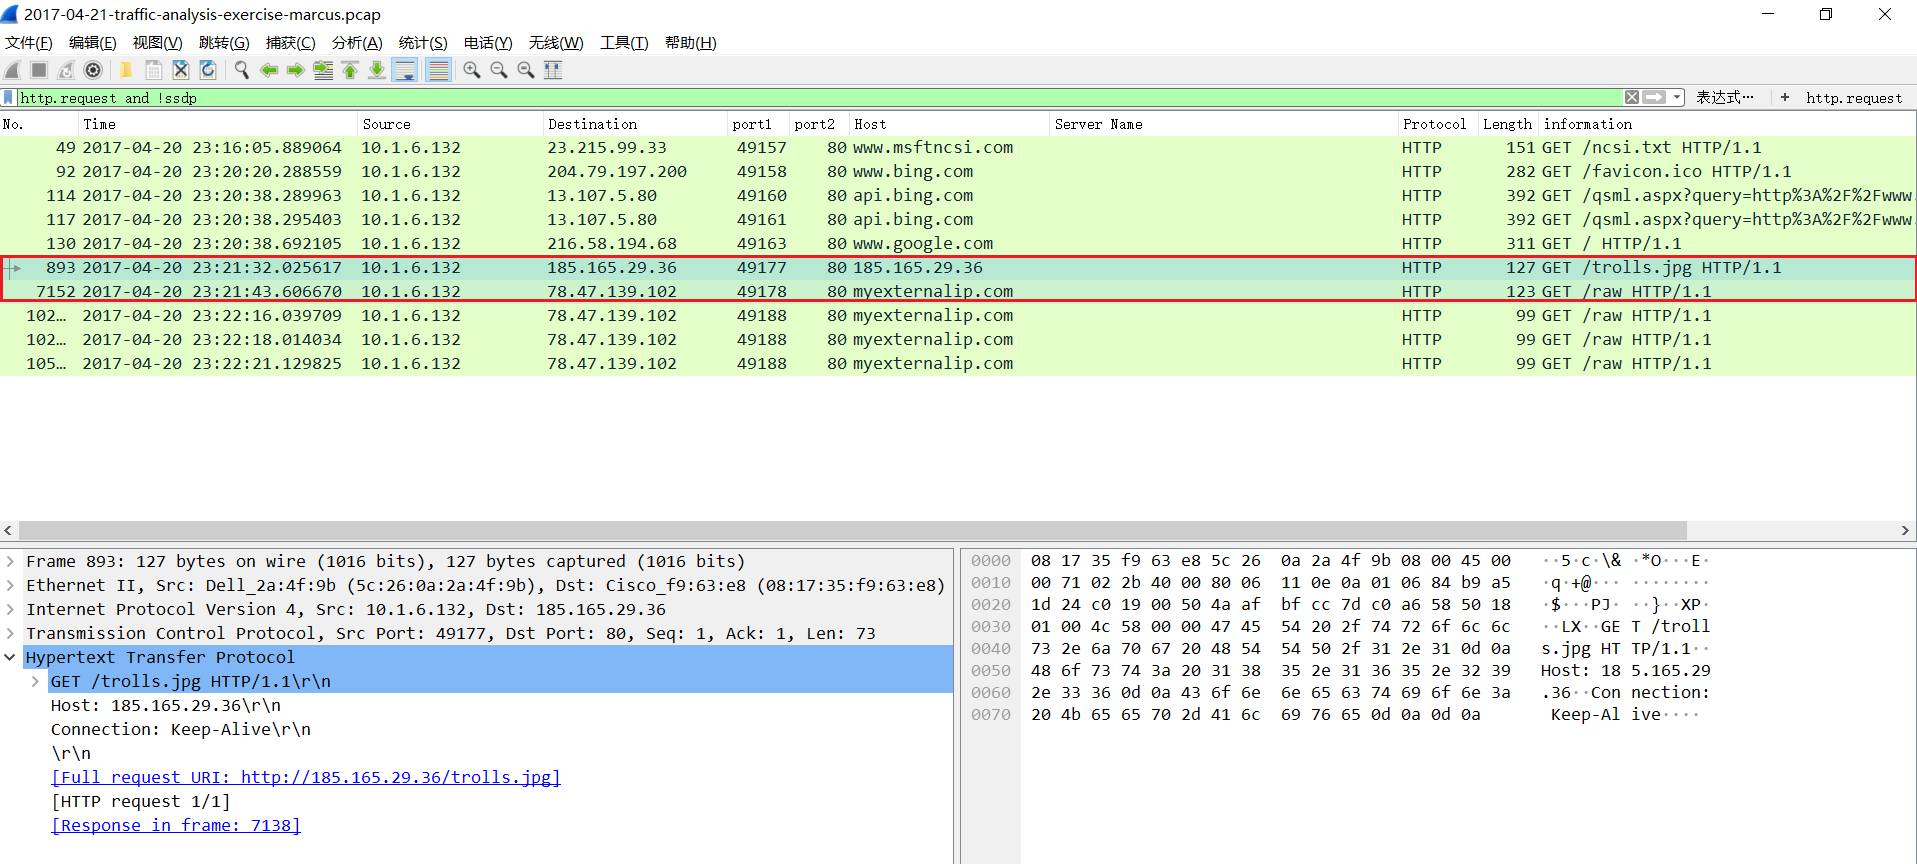 2017-04-21-traffic-analysis-exercise-marcus.pcap
文件(F) 编辑(E) 视图(V) 跳转(G) 捕获(C) 分析(A) 统计(S) 电话(Y) 无线(W) 工具(T) 帮助(H)
http.request and !ssdp 表达式… + http.request
No. Time Source Destination port1 port2 Host Server Name Protocol Length information
49 2017-04-20 23:16:05.889064 10.1.6.132 23.215.99.33 49157 80 www.msftncsi.com HTTP 151 GET /ncsi.txt HTTP/1.1
92 2017-04-20 23:20:20.288559 10.1.6.132 204.79.197.200 49158 80 www.bing.com HTTP 282 GET /favicon.ico HTTP/1.1
114 2017-04-20 23:20:38.289963 10.1.6.132 13.107.5.80 49160 80 api.bing.com HTTP 392 GET /qsml.aspx?query=http%3A%2F%2Fwww.
117 2017-04-20 23:20:38.295403 10.1.6.132 13.107.5.80 49161 80 api.bing.com HTTP 392 GET /qsml.aspx?query=http%3A%2F%2Fwww.
130 2017-04-20 23:20:38.692105 10.1.6.132 216.58.194.68 49163 80 www.google.com HTTP 311 GET / HTTP/1.1
893 2017-04-20 23:21:32.025617 10.1.6.132 185.165.29.36 49177 80 185.165.29.36 HTTP 127 GET /trolls.jpg HTTP/1.1
7152 2017-04-20 23:21:43.606670 10.1.6.132 78.47.139.102 49178 80 myexternalip.com HTTP 123 GET /raw HTTP/1.1
102… 2017-04-20 23:22:16.039709 10.1.6.132 78.47.139.102 49188 80 myexternalip.com HTTP 99 GET /raw HTTP/1.1
102… 2017-04-20 23:22:18.014034 10.1.6.132 78.47.139.102 49188 80 myexternalip.com HTTP 99 GET /raw HTTP/1.1
105… 2017-04-20 23:22:21.129825 10.1.6.132 78.47.139.102 49188 80 myexternalip.com HTTP 99 GET /raw HTTP/1.1
Frame 893: 127 bytes on wire (1016 bits), 127 bytes captured (1016 bits)
Ethernet II, Src: Dell_2a:4f:9b (5c:26:0a:2a:4f:9b), Dst: Cisco_f9:63:e8 (08:17:35:f9:63:e8)
Internet Protocol Version 4, Src: 10.1.6.132, Dst: 185.165.29.36
Transmission Control Protocol, Src Port: 49177, Dst Port: 80, Seq: 1, Ack: 1, Len: 73
Hypertext Transfer Protocol
GET /trolls.jpg HTTP/1.1\r\n
Host: 185.165.29.36\r\n
Connection: Keep-Alive\r\n
\r\n
[Full request URI: http://185.165.29.36/trolls.jpg]
[HTTP request 1/1]
[Response in frame: 7138]
0000 08 17 35 f9 63 e8 5c 26 0a 2a 4f 9b 08 00 45 00 ··5·c·\& ·*O···E·
0010 00 71 02 2b 40 00 80 06 11 0e 0a 01 06 84 b9 a5 ·q·+@··· ········
0020 1d 24 c0 19 00 50 4a af bf cc 7d c0 a6 58 50 18 ·$···PJ· ··}··XP·
0030 01 00 4c 58 00 00 47 45 54 20 2f 74 72 6f 6c 6c ··LX··GE T /troll
0040 73 2e 6a 70 67 20 48 54 54 50 2f 31 2e 31 0d 0a s.jpg HT TP/1.1··
0050 48 6f 73 74 3a 20 31 38 35 2e 31 36 35 2e 32 39 Host: 18 5.165.29
0060 2e 33 36 0d 0a 43 6f 6e 6e 65 63 74 69 6f 6e 3a .36··Con nection:
0070 20 4b 65 65 70 2d 41 6c 69 76 65 0d 0a 0d 0a Keep-Al ive····